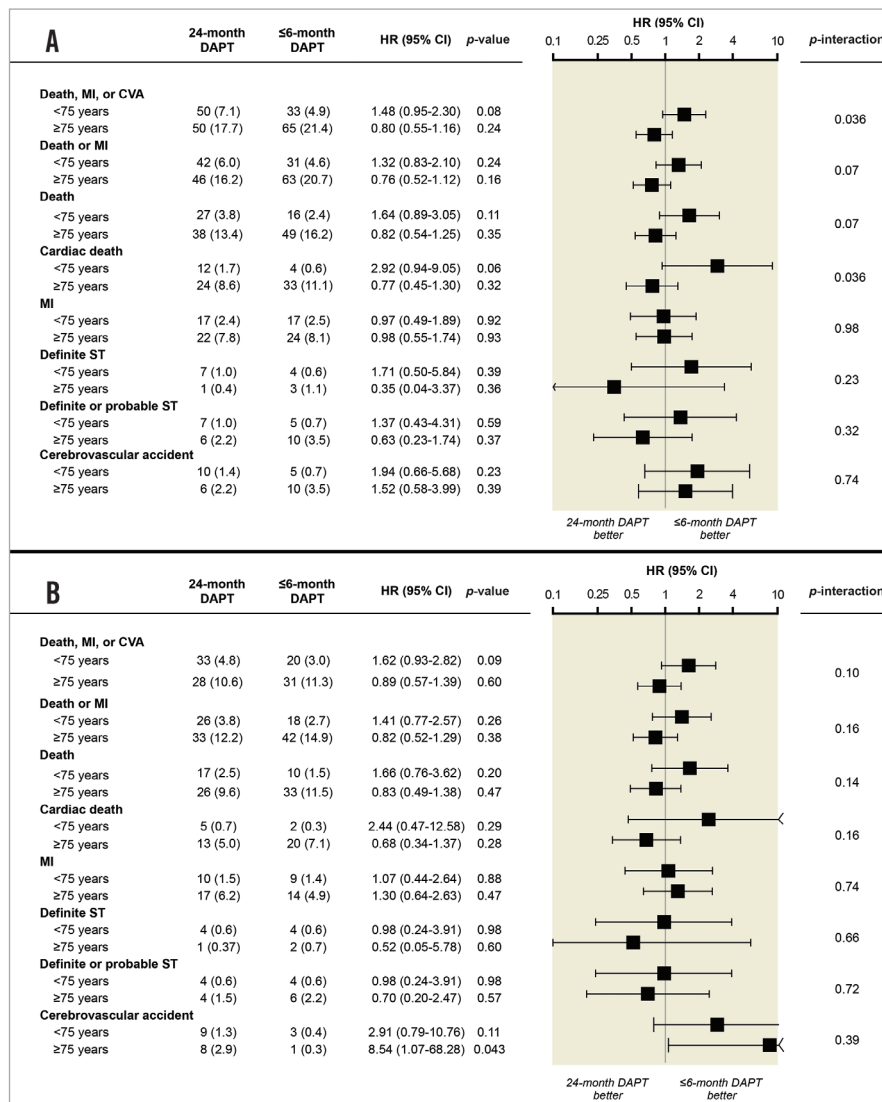 A
24-month DAPT ≤6-month DAPT HR (95% CI) p-value HR (95% CI) p-interaction
0.1 0.25 0.5 1 2 4 10
Death, MI, or CVA
<75 years 50 (7.1) 33 (4.9) 1.48 (0.95-2.30) 0.08 0.036
≥75 years 50 (17.7) 65 (21.4) 0.80 (0.55-1.16) 0.24
Death or MI
<75 years 42 (6.0) 31 (4.6) 1.32 (0.83-2.10) 0.24 0.07
≥75 years 46 (16.2) 63 (20.7) 0.76 (0.52-1.12) 0.16
Death
<75 years 27 (3.8) 16 (2.4) 1.64 (0.89-3.05) 0.11 0.07
≥75 years 38 (13.4) 49 (16.2) 0.82 (0.54-1.25) 0.35
Cardiac death
<75 years 12 (1.7) 4 (0.6) 2.92 (0.94-9.05) 0.06 0.036
≥75 years 24 (8.6) 33 (11.1) 0.77 (0.45-1.30) 0.32
MI
<75 years 17 (2.4) 17 (2.5) 0.97 (0.49-1.89) 0.92 0.98
≥75 years 22 (7.8) 24 (8.1) 0.98 (0.55-1.74) 0.93
Definite ST
<75 years 7 (1.0) 4 (0.6) 1.71 (0.50-5.84) 0.39 0.23
≥75 years 1 (0.4) 3 (1.1) 0.35 (0.04-3.37) 0.36
Definite or probable ST
<75 years 7 (1.0) 5 (0.7) 1.37 (0.43-4.31) 0.59 0.32
≥75 years 6 (2.2) 10 (3.5) 0.63 (0.23-1.74) 0.37
Cerebrovascular accident
<75 years 10 (1.4) 5 (0.7) 1.94 (0.66-5.68) 0.23 0.74
≥75 years 6 (2.2) 10 (3.5) 1.52 (0.58-3.99) 0.39
24-month DAPT better ≤6-month DAPT better
B
24-month DAPT ≤6-month DAPT HR (95% CI) p-value HR (95% CI) p-interaction
0.1 0.25 0.5 1 2 4 10
Death, MI, or CVA
<75 years 33 (4.8) 20 (3.0) 1.62 (0.93-2.82) 0.09 0.10
≥75 years 28 (10.6) 31 (11.3) 0.89 (0.57-1.39) 0.60
Death or MI
<75 years 26 (3.8) 18 (2.7) 1.41 (0.77-2.57) 0.26 0.16
≥75 years 33 (12.2) 42 (14.9) 0.82 (0.52-1.29) 0.38
Death
<75 years 17 (2.5) 10 (1.5) 1.66 (0.76-3.62) 0.20 0.14
≥75 years 26 (9.6) 33 (11.5) 0.83 (0.49-1.38) 0.47
Cardiac death
<75 years 5 (0.7) 2 (0.3) 2.44 (0.47-12.58) 0.29 0.16
≥75 years 13 (5.0) 20 (7.1) 0.68 (0.34-1.37) 0.28
MI
<75 years 10 (1.5) 9 (1.4) 1.07 (0.44-2.64) 0.88 0.74
≥75 years 17 (6.2) 14 (4.9) 1.30 (0.64-2.63) 0.47
Definite ST
<75 years 4 (0.6) 4 (0.6) 0.98 (0.24-3.91) 0.98 0.66
≥75 years 1 (0.37) 2 (0.7) 0.52 (0.05-5.78) 0.60
Definite or probable ST
<75 years 4 (0.6) 4 (0.6) 0.98 (0.24-3.91) 0.98 0.72
≥75 years 4 (1.5) 6 (2.2) 0.70 (0.20-2.47) 0.57
Cerebrovascular accident
<75 years 9 (1.3) 3 (0.4) 2.91 (0.79-10.76) 0.11 0.39
≥75 years 8 (2.9) 1 (0.3) 8.54 (1.07-68.28) 0.043
24-month DAPT better ≤6-month DAPT better